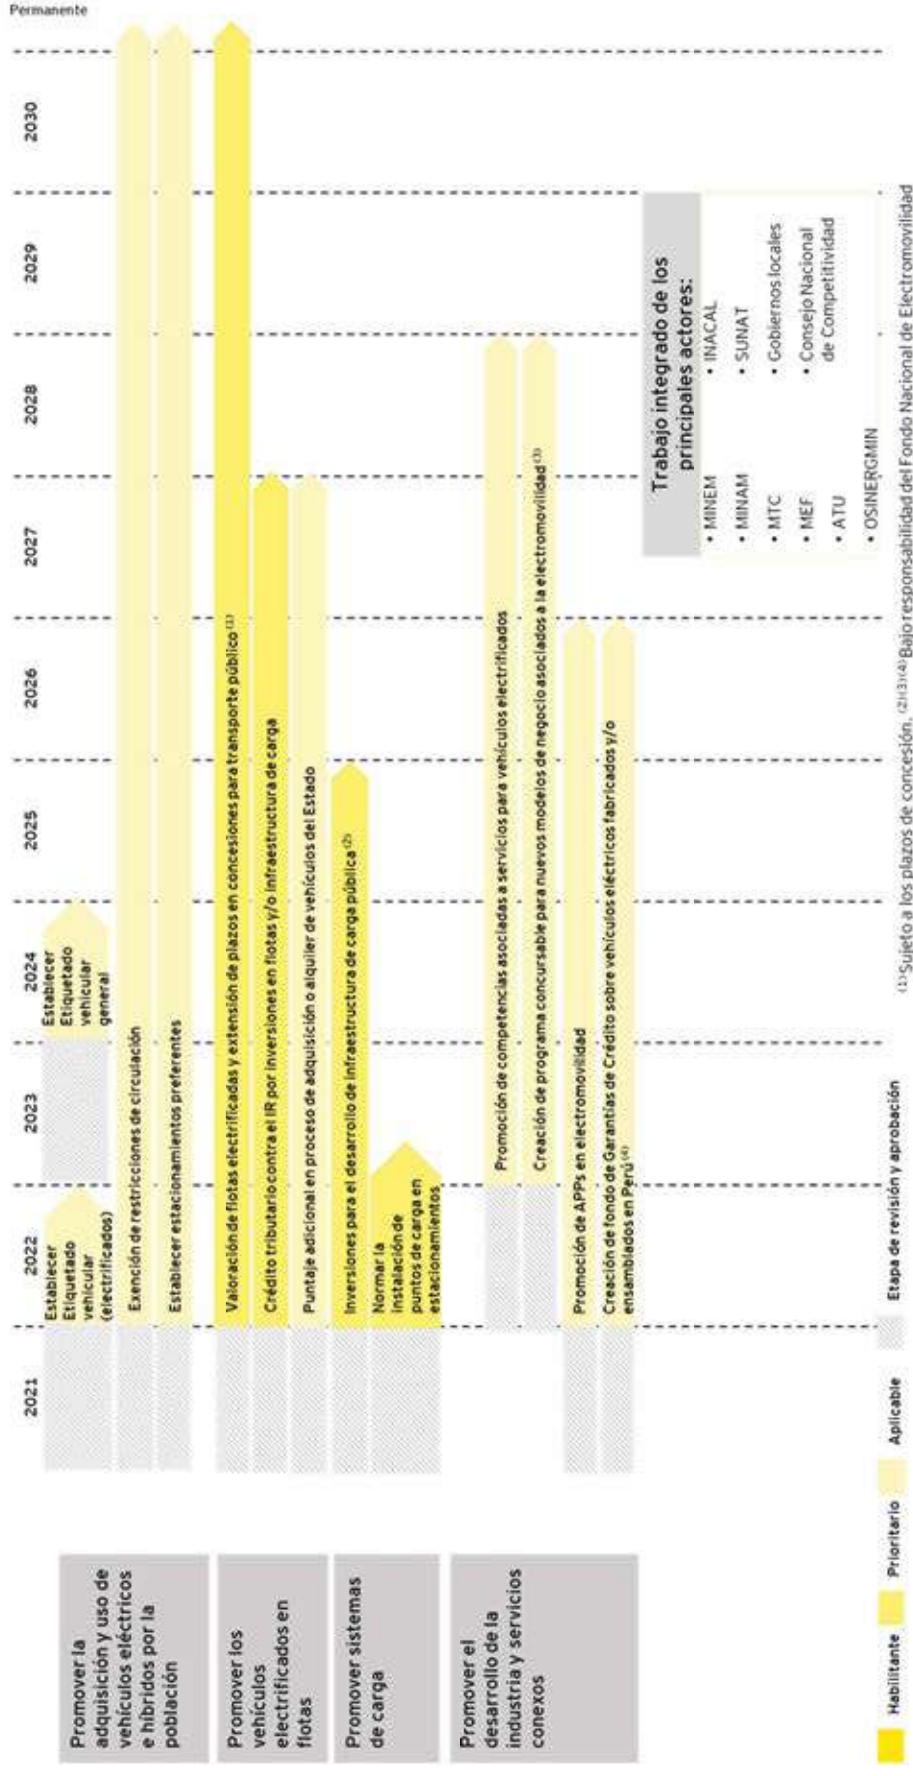 2021
2022
2023
2024
2025
2026
2027
2028
2029
2030
Permanente
Promover la
adquisición y uso de
vehículos eléctricos
e híbridos por la
población
Establecer
Etiquetado
vehicular
(electrificados)
Establecer
Etiquetado
vehicular
general
Exención de restricciones de circulación
Establecer estacionamientos preferentes
Promover los
vehículos
electrificados en
flotas
Valoración de flotas electrificadas y extensión de plazos en concesiones para transporte público (1)
Crédito tributario contra el IR por inversiones en flotas y/o infraestructura de carga
Puntaje adicional en proceso de adquisición o alquiler de vehículos del Estado
Promover sistemas
de carga
Inversiones para el desarrollo de infraestructura de carga pública (2)
Normar la
instalación de
puntos de carga en
estacionamientos
Promover el
desarrollo de la
industria y servicios
conexos
Promoción de competencias asociadas a servicios para vehículos electrificados
Creación de programa concursable para nuevos modelos de negocio asociados a la electromovilidad (3)
Promoción de APPs en electromovilidad
Creación de fondo de Garantías de Crédito sobre vehículos eléctricos fabricados y/o
ensamblados en Perú (4)
Trabajo integrado de los
principales actores:
• MINEM
• MINAM
• MTC
• MEF
• ATU
• OSINERGMIN
• INACAL
• SUNAT
• Gobiernos locales
• Consejo Nacional
de Competitividad
Habilitante
Prioritario
Aplicable
Etapa de revisión y aprobación
(1) Sujeto a los plazos de concesión. (2)(3)(4) Bajo responsabilidad del Fondo Nacional de Electromovilidad